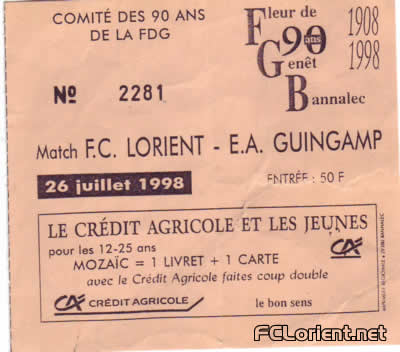 COMITÉ DES 90 ANS
DE LA FDG
Nº 2281
Fleur de
Genêt
Bannalec
90 ans
1908
1998
Match F.C. LORIENT - E.A. GUINGAMP
26 juillet 1998
ENTRÉE : 50 F
LE CRÉDIT AGRICOLE ET LES JEUNES
pour les 12-25 ans
MOZAÏC = 1 LIVRET + 1 CARTE
avec le Crédit Agricole faites coup double
CA
CA CRÉDIT AGRICOLE
le bon sens
FCLorient.net